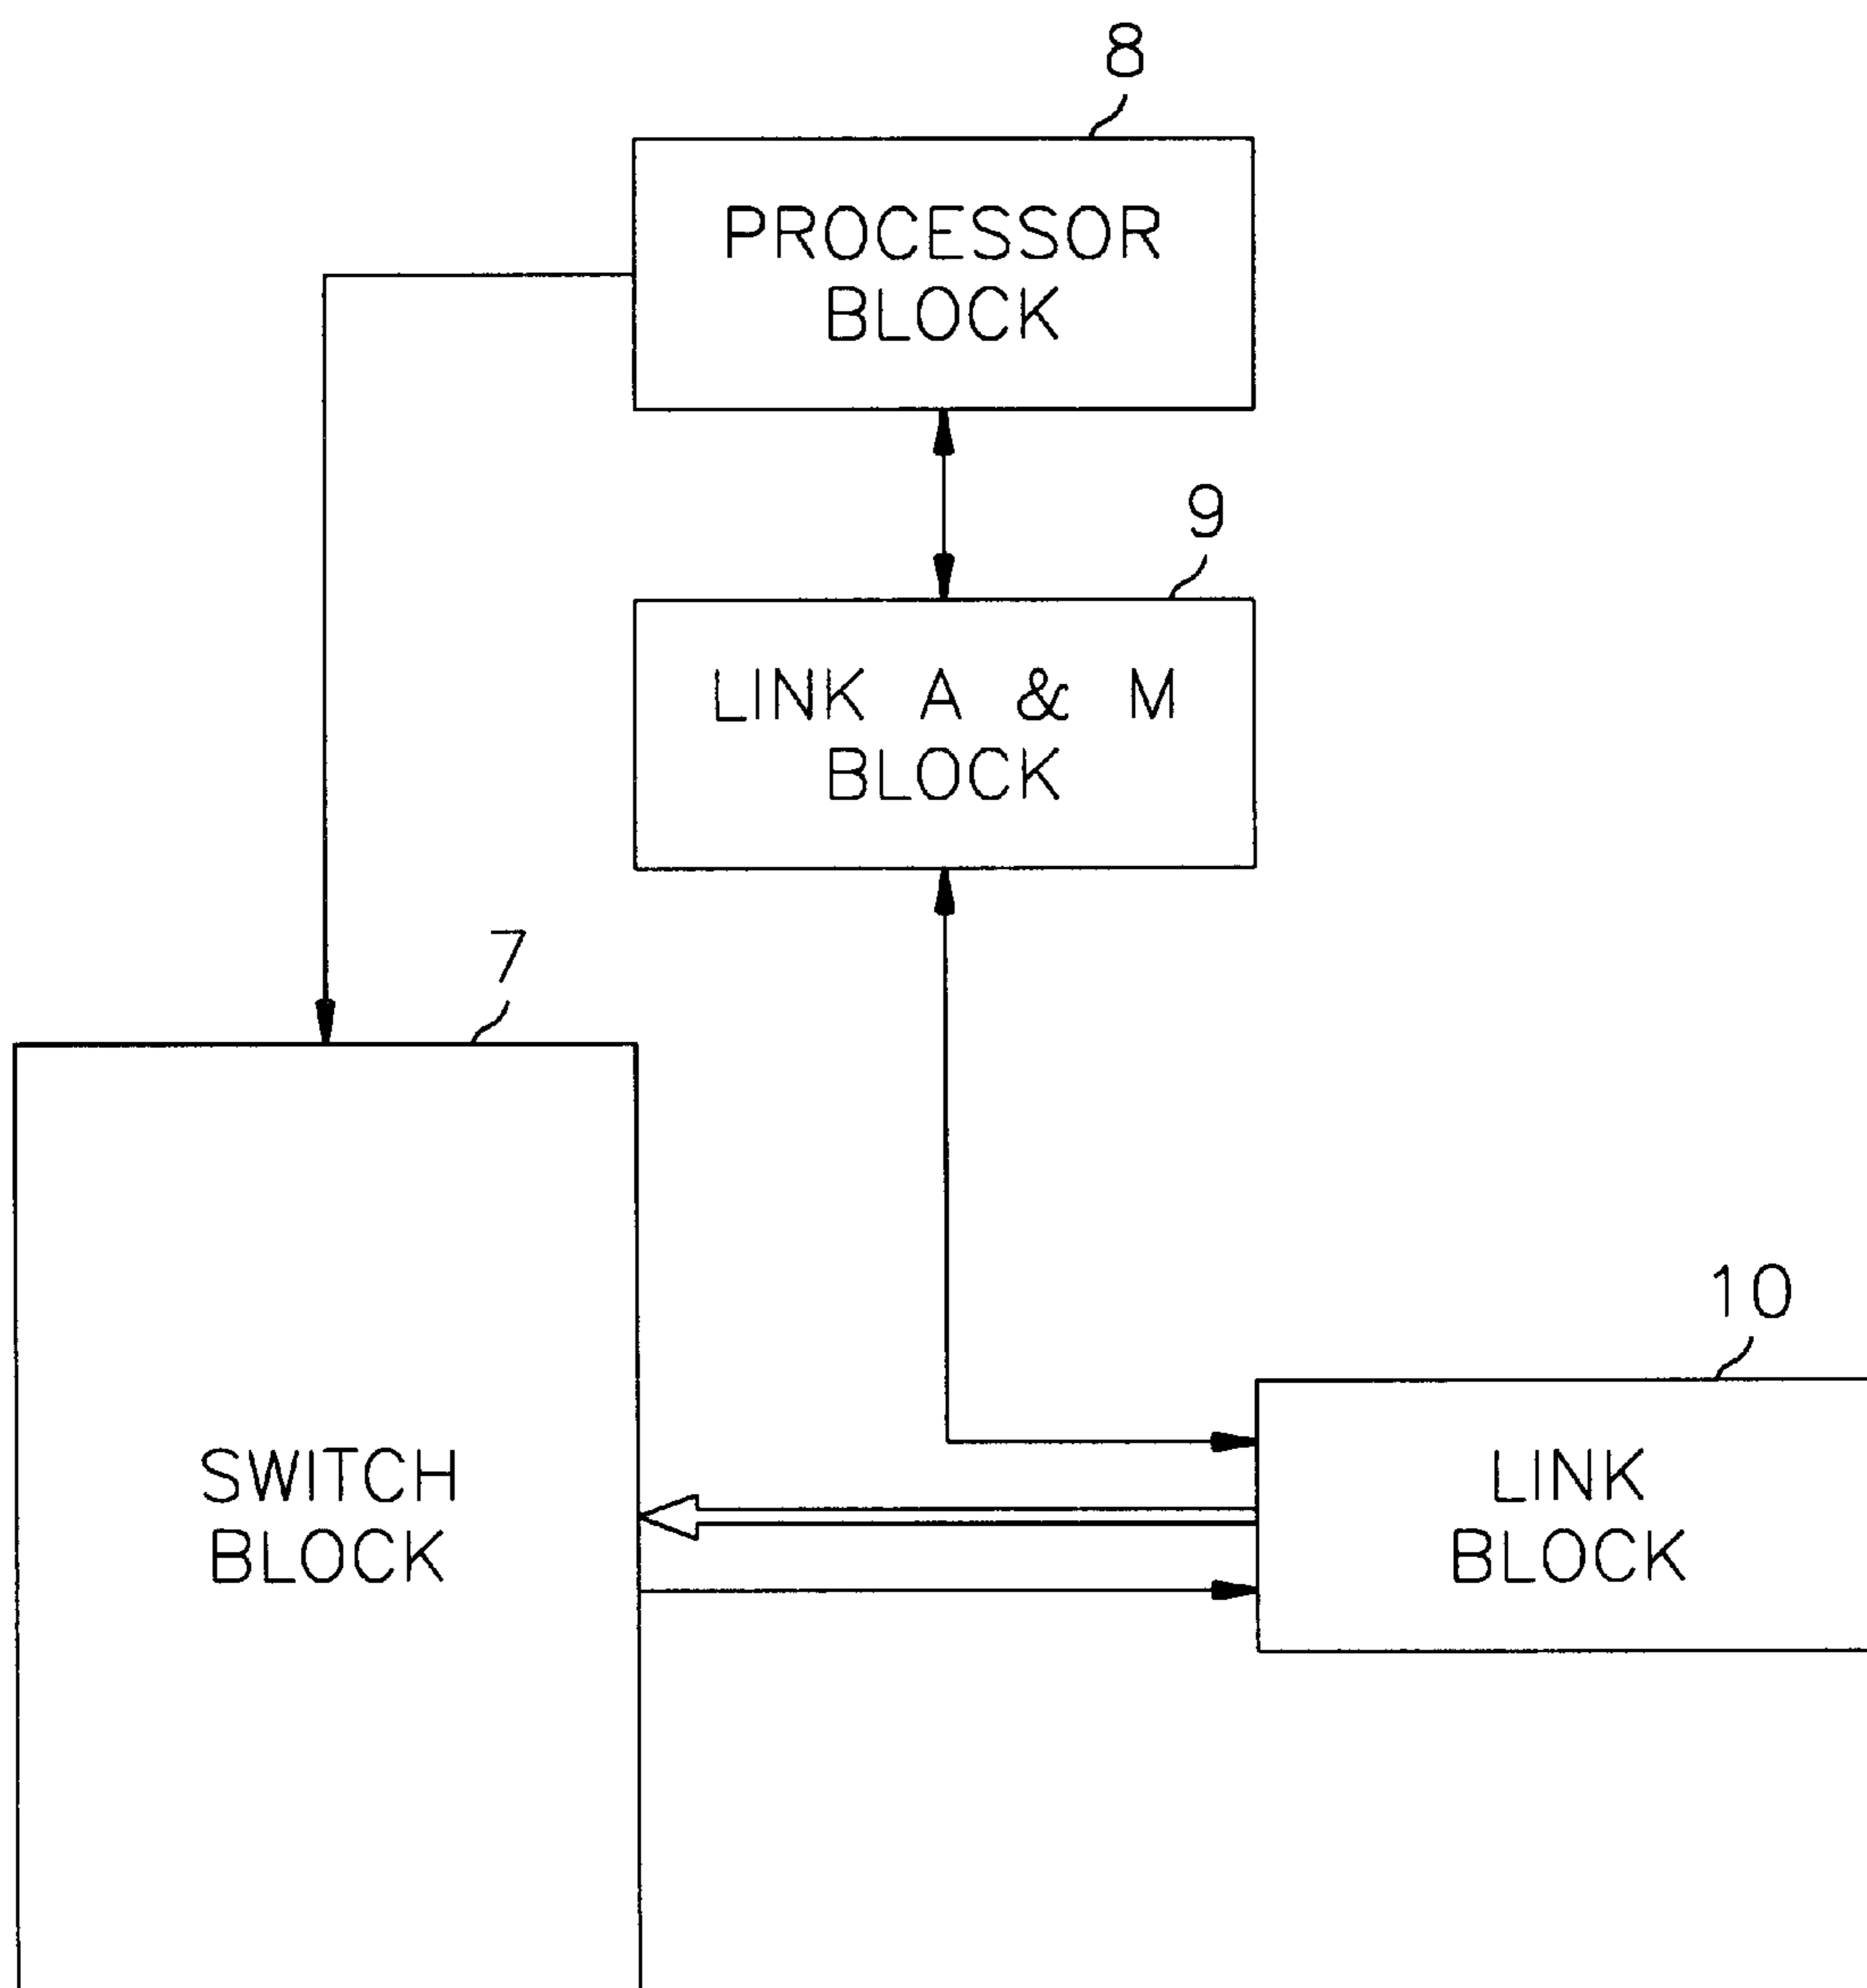 8
PROCESSOR
BLOCK
9
LINK A & M
BLOCK
7
10
SWITCH
BLOCK
LINK
BLOCK